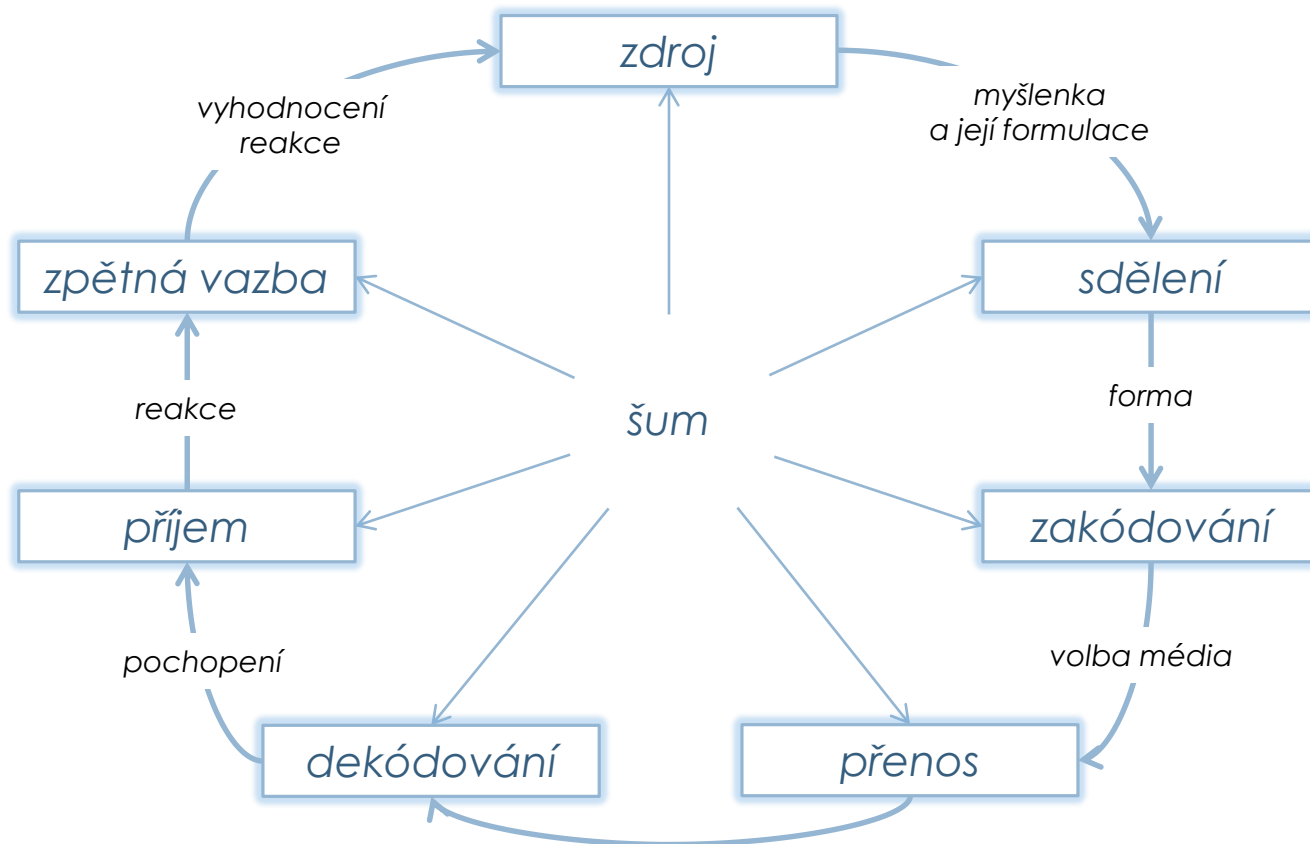 zdroj
vyhodnocení
reakce
myšlenka
a její formulace
zpětná vazba
sdělení
reakce
šum
forma
příjem
zakódování
pochopení
volba média
dekódování
přenos